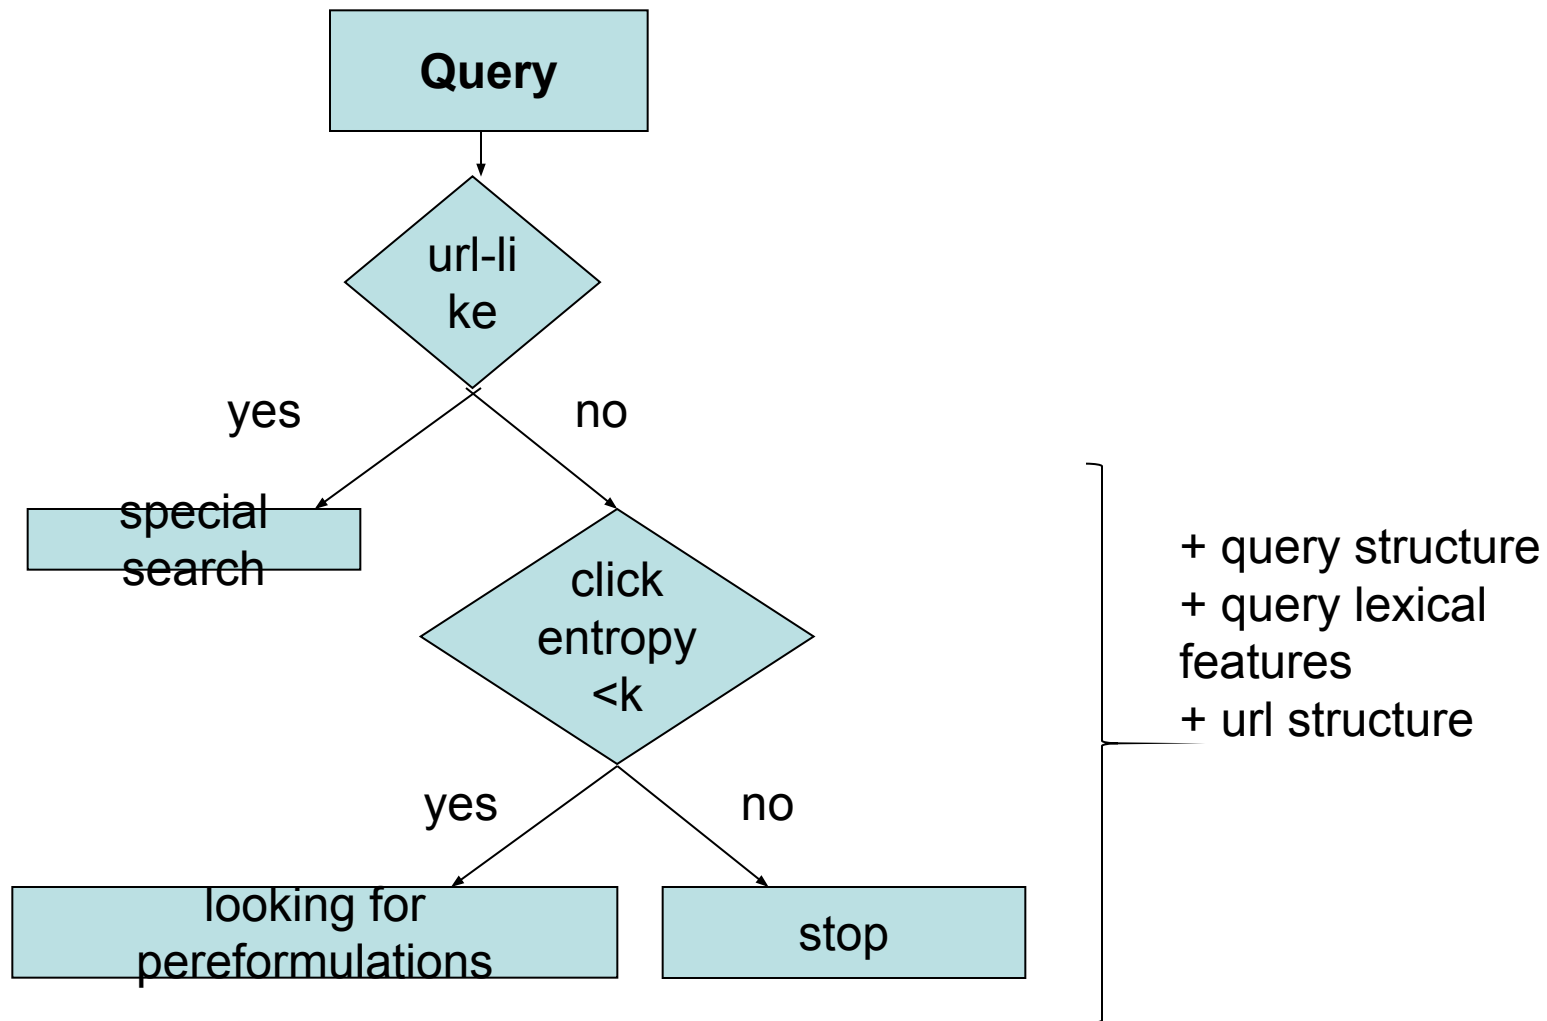 Query
url-li
ke
yes
no
special
search
click
entropy
<k
+ query structure
+ query lexical
features
+ url structure
yes
no
looking for
pereformulations
stop